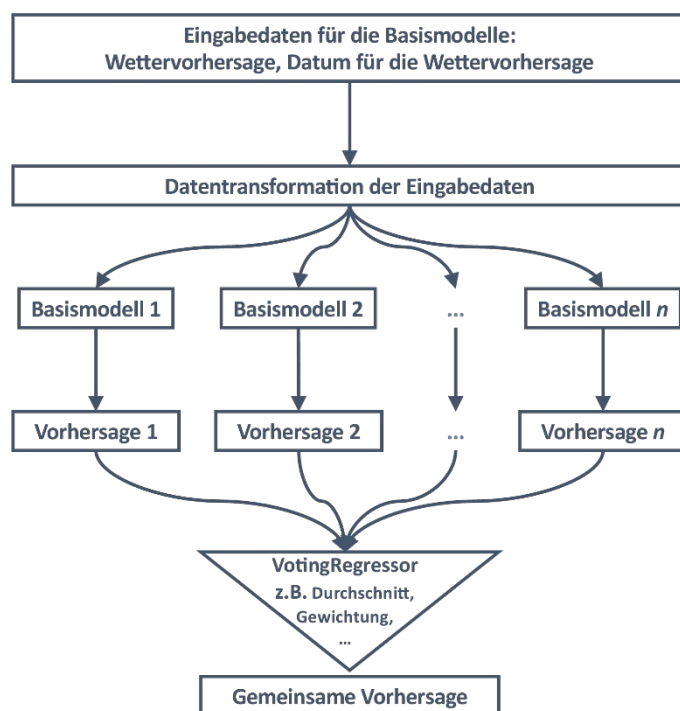 Eingabedaten für die Basismodelle:
Wettervorhersage, Datum für die Wettervorhersage
Datentransformation der Eingabedaten
Basismodell 1
Basismodell 2
...
Basismodell n
Vorhersage 1
Vorhersage 2
...
Vorhersage n
VotingRegressor
z.B. Durchschnitt,
Gewichtung,
...
Gemeinsame Vorhersage